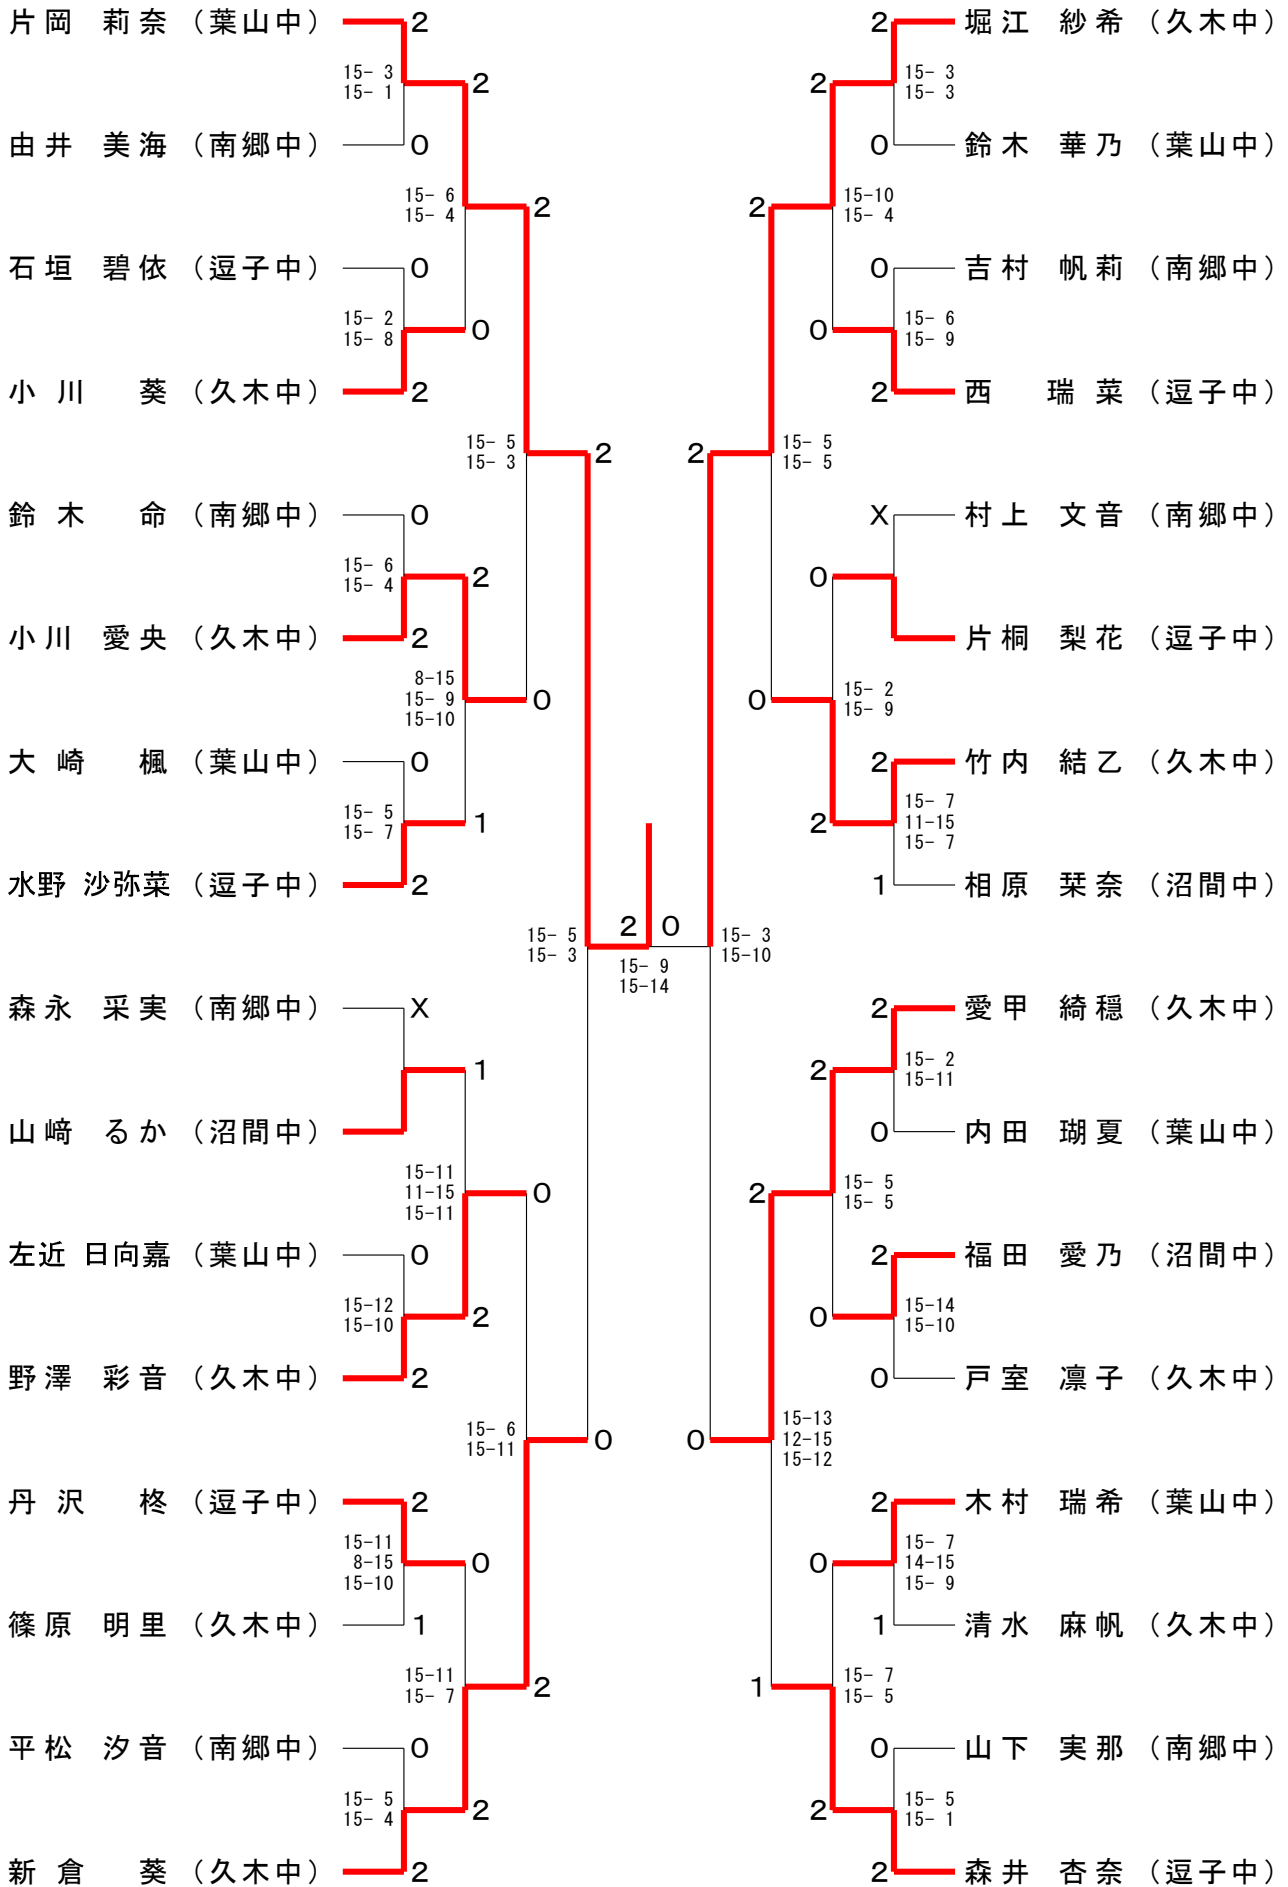 片岡 莉奈 （葉山中） 2
15- 3
15- 1
2
由井 美海 （南郷中） 0
15- 6
15- 4
2
石垣 碧依 （逗子中） 0
15- 2
15- 8
0
小川 葵 （久木中） 2
15- 5
15- 3
2
鈴木 命 （南郷中） 0
15- 6
15- 4
2
小川 愛央 （久木中） 2
8-15
15- 9
15-10
0
大崎 楓 （葉山中） 0
15- 5
15- 7
1
水野 沙弥菜 （逗子中） 2
15- 5
15- 3
2 0
15- 9
15-14
森永 采実 （南郷中） X
1
山﨑 るか （沼間中）
15-11
11-15
15-11
0
左近 日向嘉 （葉山中） 0
15-12
15-10
2
野澤 彩音 （久木中） 2
15- 6
15-11
0
丹沢 柊 （逗子中） 2
15-11
8-15
15-10
0
篠原 明里 （久木中） 1
15-11
15- 7
2
平松 汐音 （南郷中） 0
15- 5
15- 4
2
新倉 葵 （久木中） 2
2 堀江 紗希 （久木中）
2
15- 3
15- 3
0 鈴木 華乃 （葉山中）
2
15-10
15- 4
0 吉村 帆莉 （南郷中）
0
15- 6
15- 9
2 西 瑞菜 （逗子中）
2
15- 5
15- 5
X 村上 文音 （南郷中）
0
片桐 梨花 （逗子中）
0
15- 2
15- 9
2 竹内 結乙 （久木中）
2
15- 7
11-15
15- 7
1 相原 栞奈 （沼間中）
15- 3
15-10
2 愛甲 綺穏 （久木中）
2
15- 2
15-11
0 内田 瑚夏 （葉山中）
2
15- 5
15- 5
2 福田 愛乃 （沼間中）
0
15-14
15-10
0 戸室 凛子 （久木中）
0
15-13
12-15
15-12
2 木村 瑞希 （葉山中）
0
15- 7
14-15
15- 9
1 清水 麻帆 （久木中）
1
15- 7
15- 5
0 山下 実那 （南郷中）
2
15- 5
15- 1
2 森井 杏奈 （逗子中）